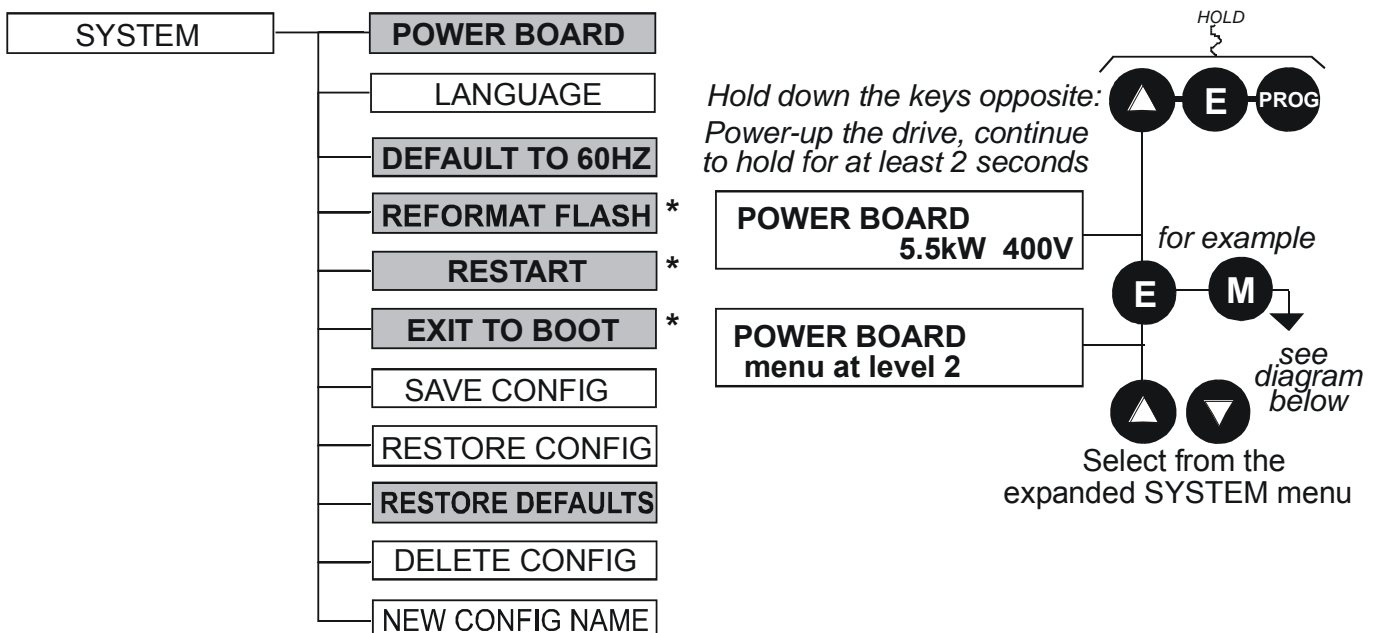 SYSTEM
POWER BOARD
LANGUAGE
DEFAULT TO 60HZ
REFORMAT FLASH *
RESTART *
EXIT TO BOOT *
SAVE CONFIG
RESTORE CONFIG
RESTORE DEFAULTS
DELETE CONFIG
NEW CONFIG NAME
HOLD
Hold down the keys opposite:
E PROG
Power-up the drive, continue
to hold for at least 2 seconds
POWER BOARD
5.5kW 400V
for example
E M
POWER BOARD
menu at level 2
see
diagram
below
Select from the
expanded SYSTEM menu